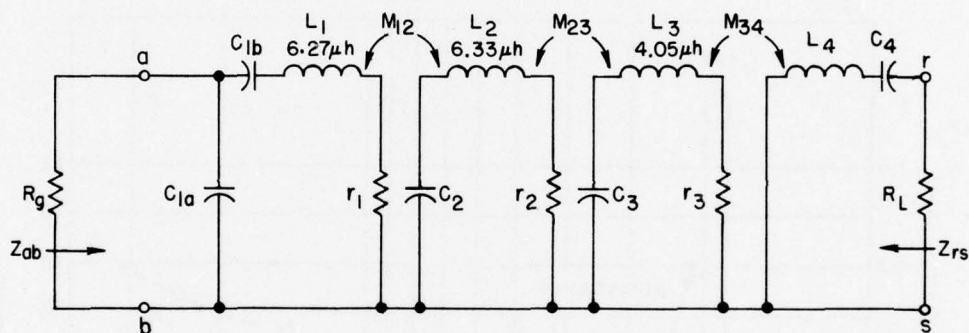 L1 M12 L2 M23 L3 M34
C1b 6.27μh 6.33μh 4.05μh L4 C4
a r
Rg C1a r1 C2 r2 C3 r3 RL
Zab Zrs
b s